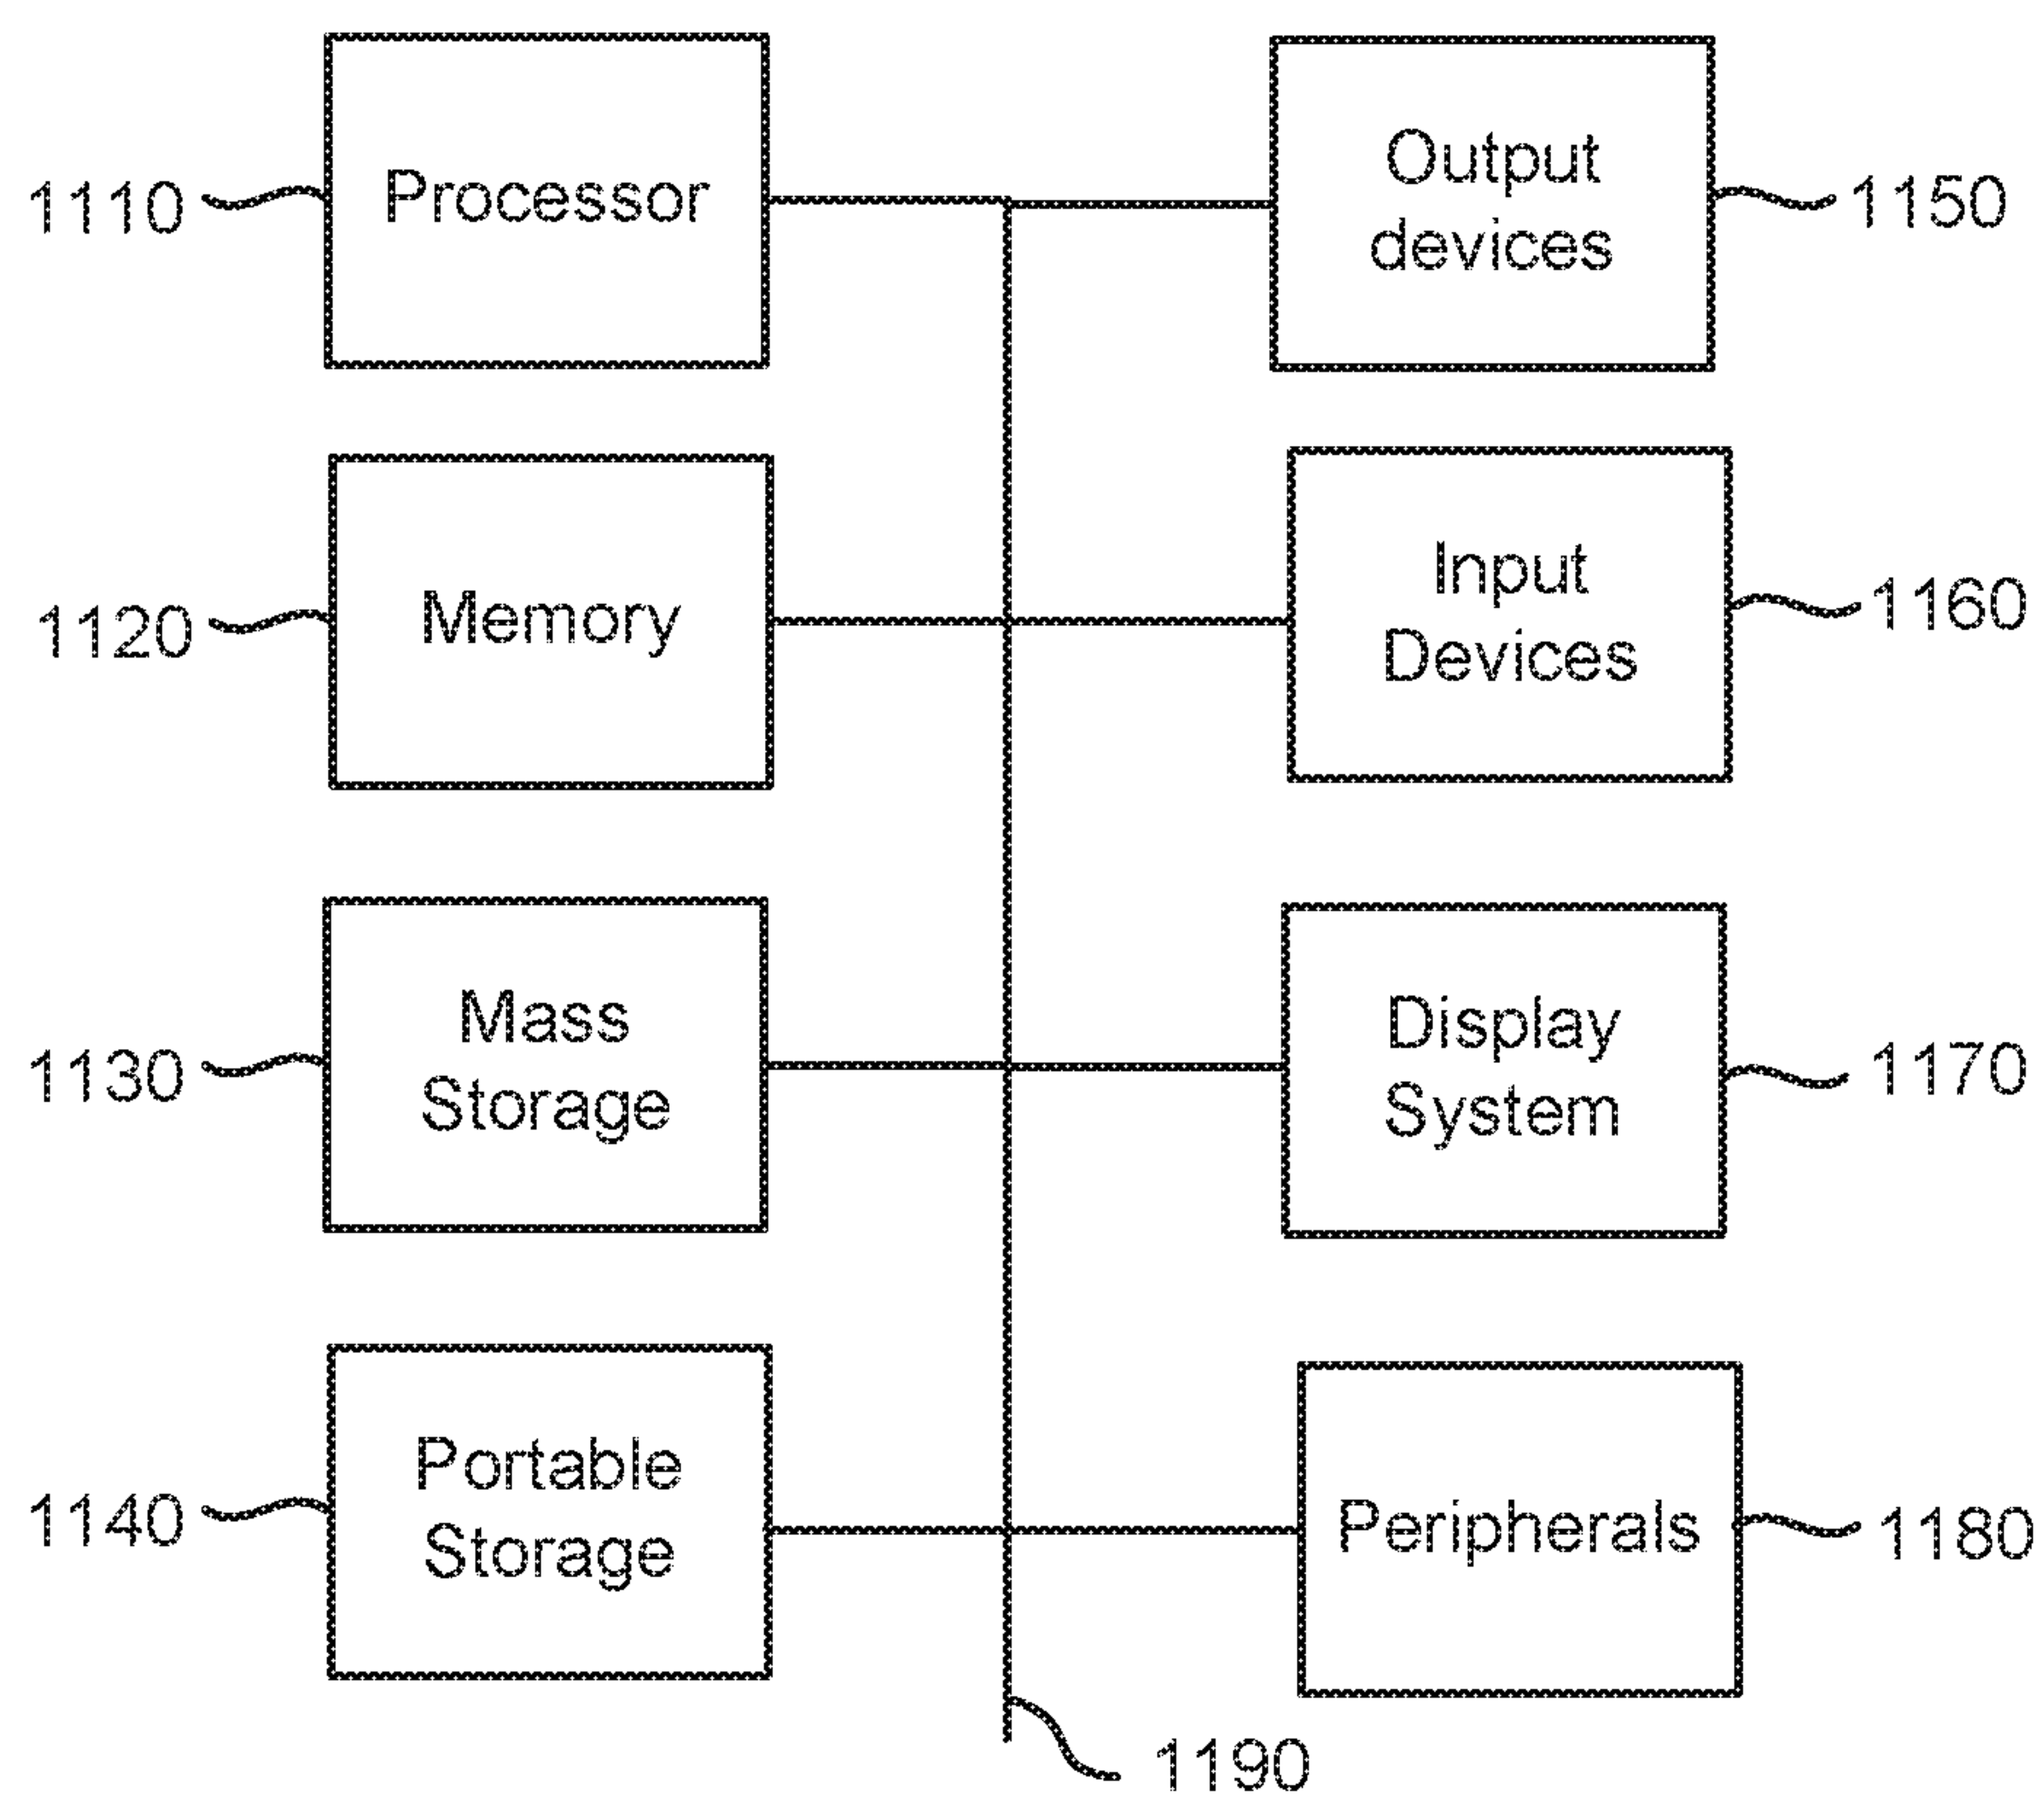 1110
Processor
Output
devices
1150
1120
Memory
Input
Devices
1160
1130
Mass
Storage
Display
System
1170
1140
Portable
Storage
Peripherals
1180
1190